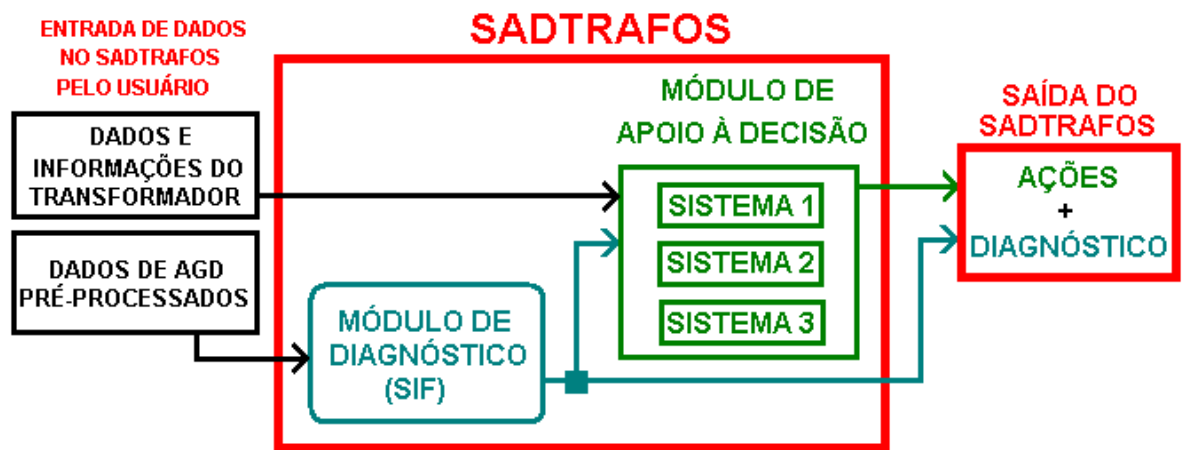 ENTRADA DE DADOS
NO SADTRAFOS
PELO USUÁRIO
DADOS E
INFORMAÇÕES DO
TRANSFORMADOR
DADOS DE AGD
PRÉ-PROCESSADOS
SADTRAFOS
MÓDULO DE
DIAGNÓSTICO
(SIF)
MÓDULO DE
APOIO À DECISÃO
SISTEMA 1
SISTEMA 2
SISTEMA 3
SAÍDA DO
SADTRAFOS
AÇÕES
+
DIAGNÓSTICO